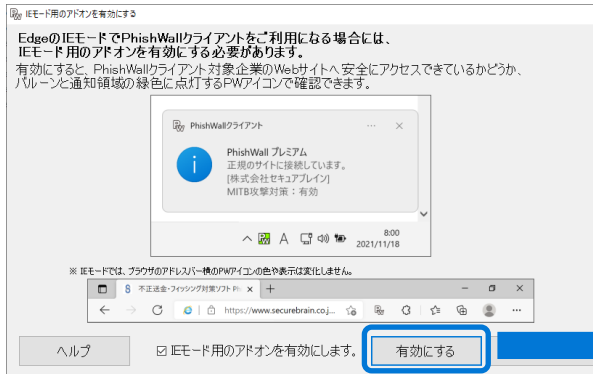 IEモード用のアドオンを有効にする
EdgeのIEモードでPhishWallクライアントをご利用になる場合には、
IEモード用のアドオンを有効にする必要があります。
有効にすると、PhishWallクライアント対象企業のWebサイトへ安全にアクセスできているかどうか、
バルーンと通知領域の緑色に点灯するPWアイコンで確認できます。
PhishWallクライアント
PhishWall プレミアム
正規のサイトに接続しています。
[株式会社セキュアブレイン]
MITB攻撃対策：有効
A
8:00
2021/11/18
※ IEモードでは、ブラウザのアドレスバー横のPWアイコンの色や表示は変化しません。
不正送金・フィッシング対策ソフト Ph
https://www.securebrain.co.j...
ヘルプ
IEモード用のアドオンを有効にします。
有効にする